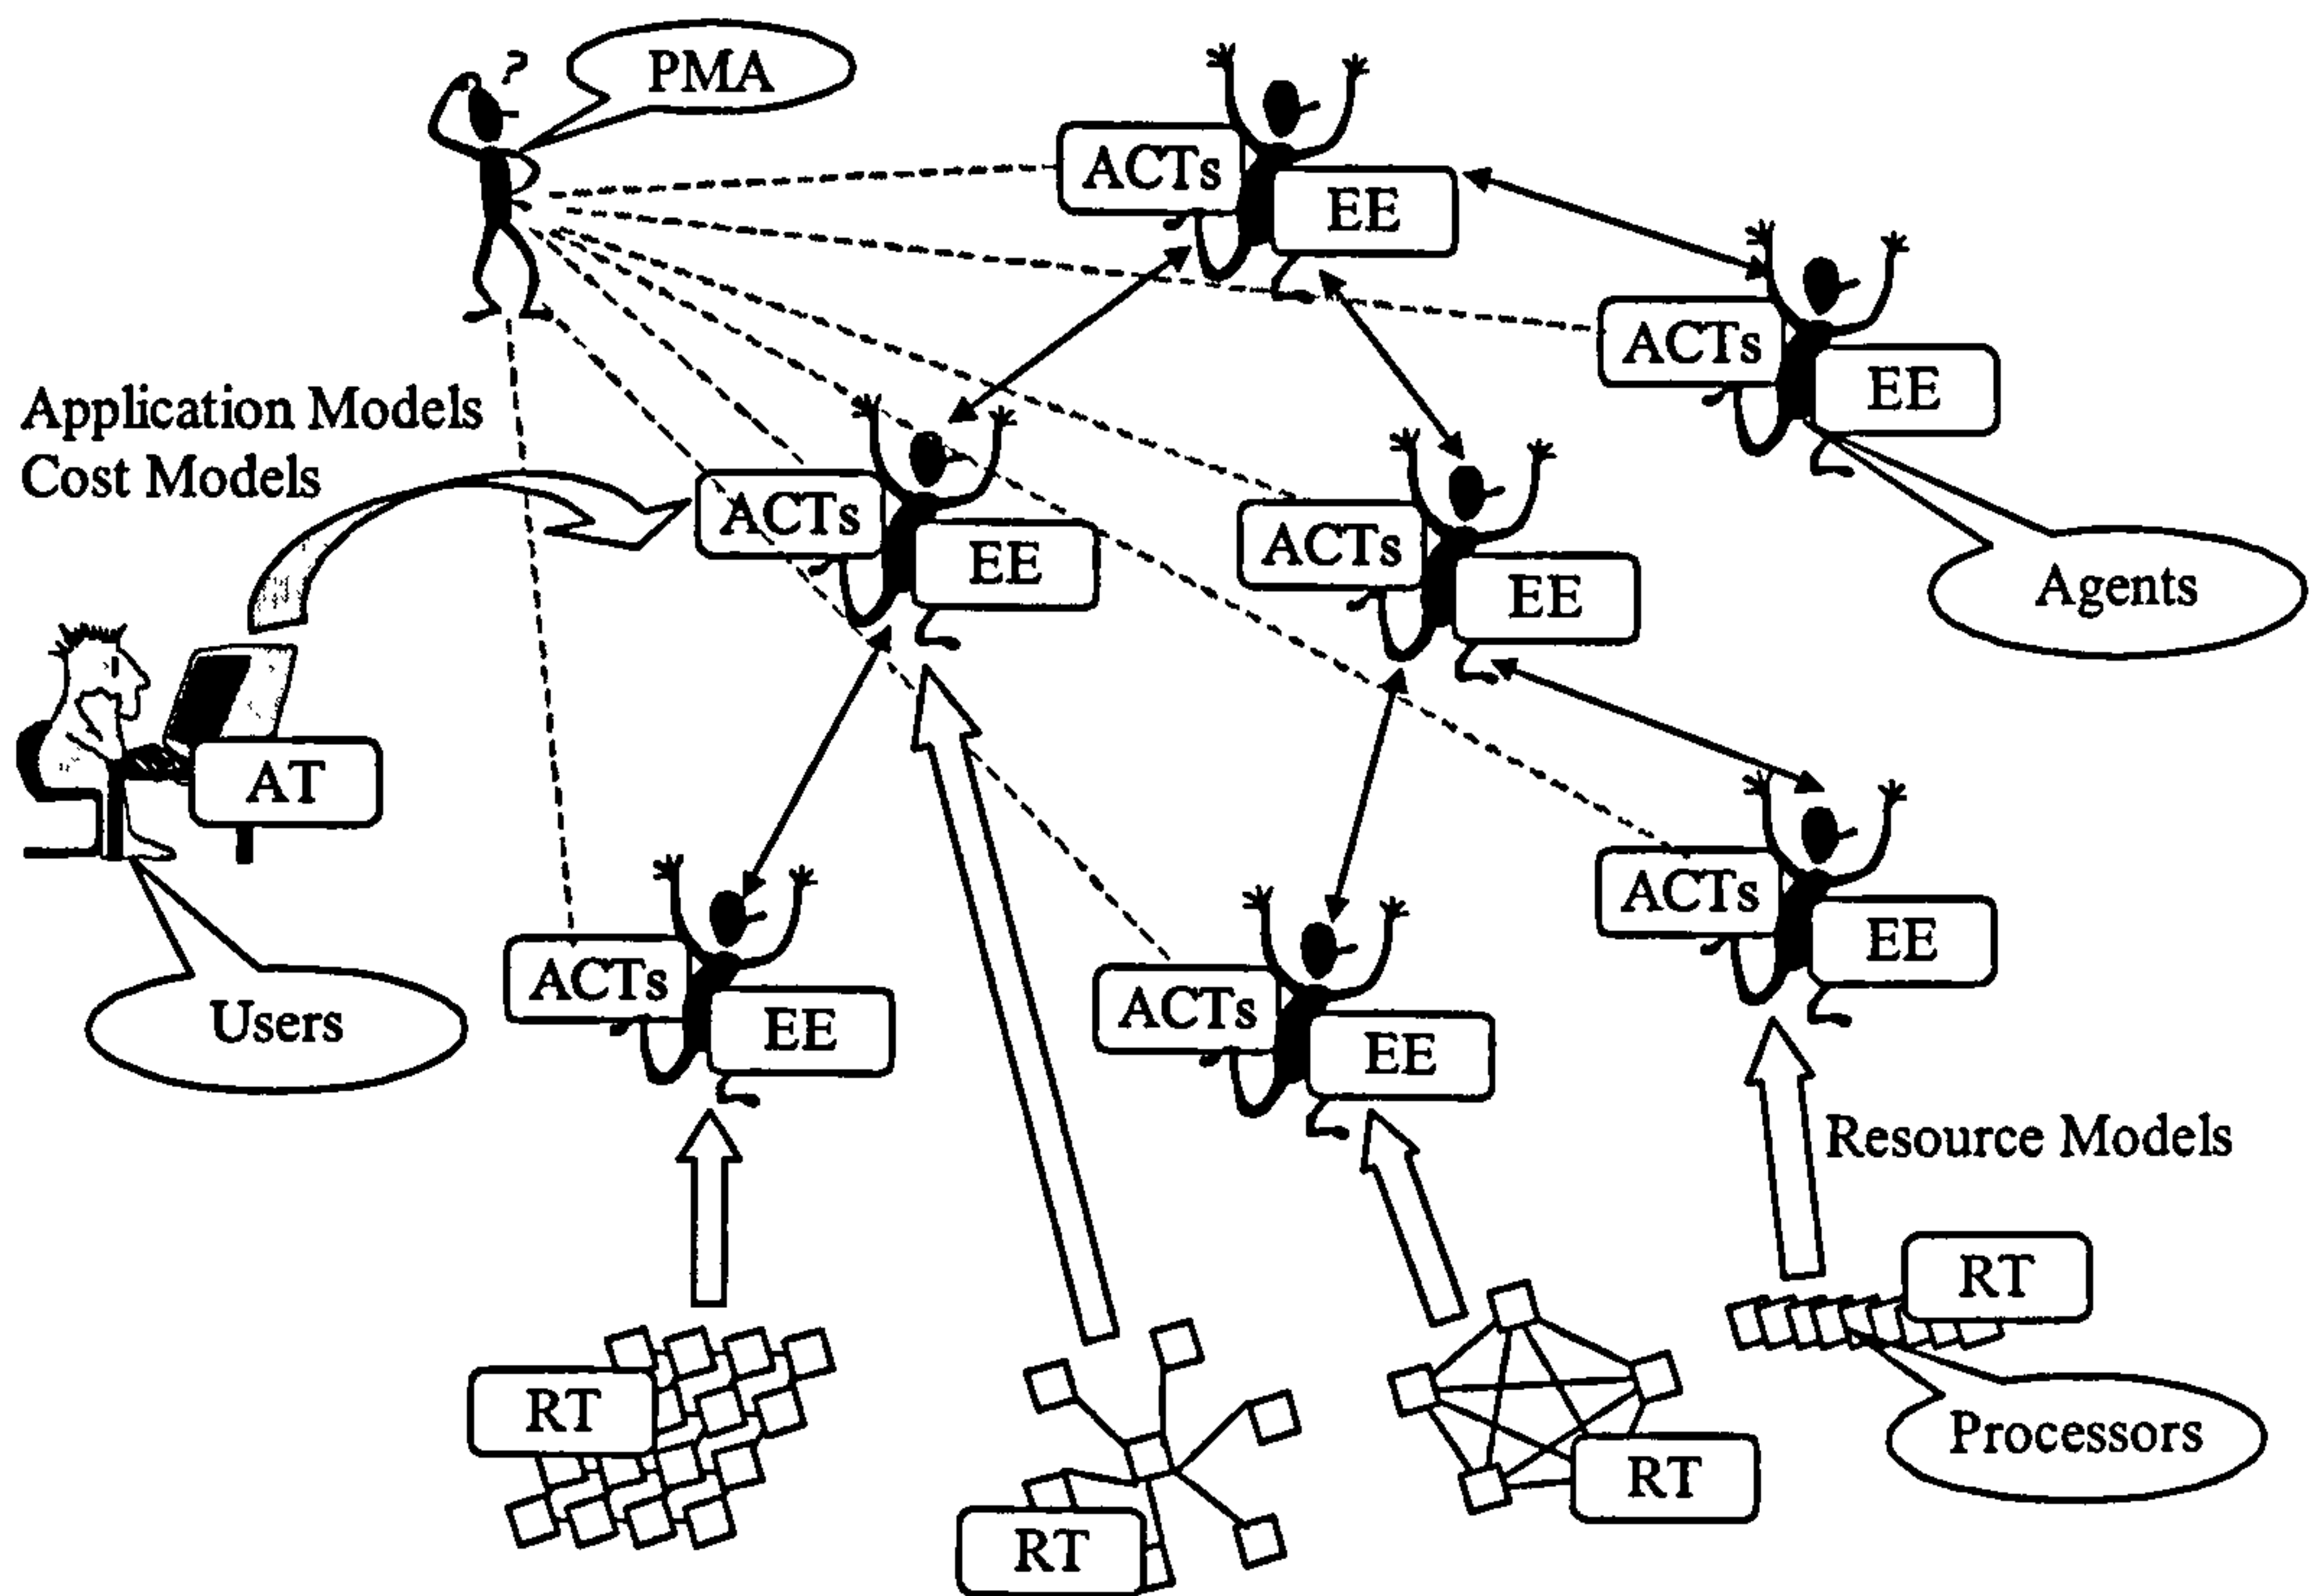 ?
PMA
ACTs
EE
ACTs
EE
Application Models
Cost Models
ACTs
EE
ACTs
EE
Agents
AT
Users
ACTs
EE
ACTs
EE
ACTs
EE
Resource Models
RT
RT
RT
RT
Processors